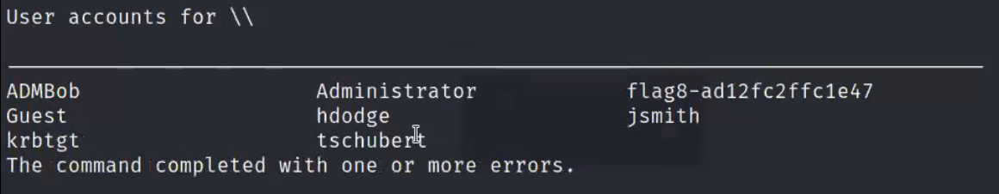 User accounts for \\
ADMBob Administrator flag8-ad12fc2ffc1e47
Guest hdodge jsmith
krbtgt tschubert
The command completed with one or more errors.